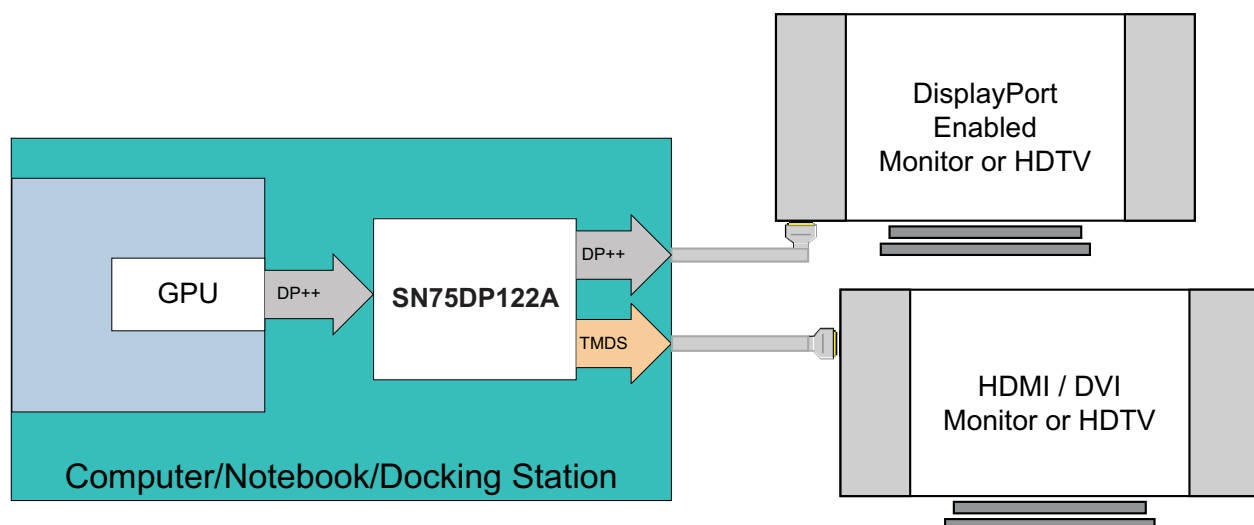 DisplayPort
Enabled
Monitor or HDTV
GPU
DP++
SN75DP122A
DP++
TMDS
HDMI / DVI
Monitor or HDTV
Computer/Notebook/Docking Station